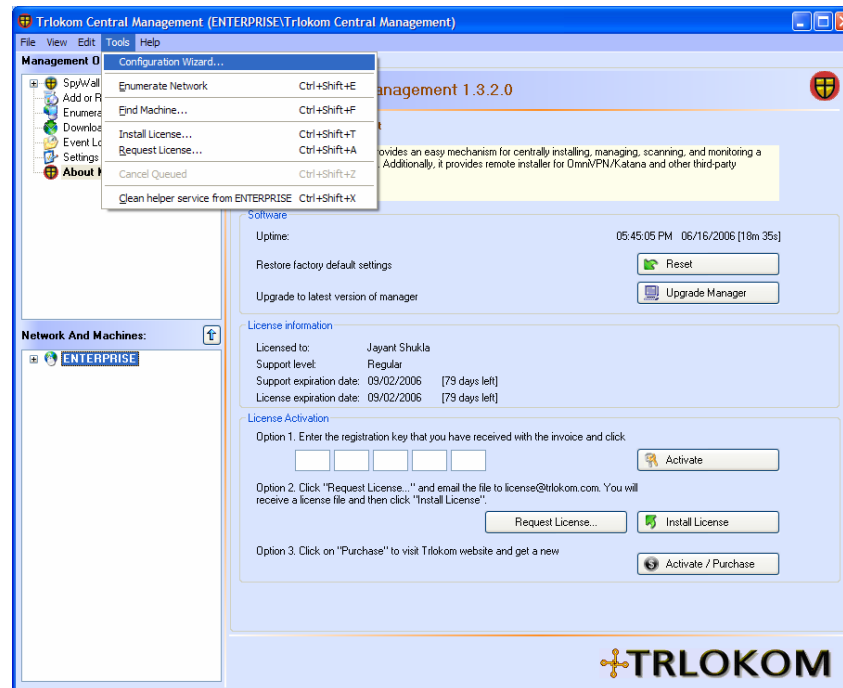 Trlokom Central Management (ENTERPRISE\Trlokom Central Management)
File View Edit Tools Help
Management O
SpyWall
Add or R
Enumera
Downloa
Event Lo
Settings
About M
Configuration Wizard...
Enumerate Network Ctrl+Shift+E
Find Machine... Ctrl+Shift+F
Install License... Ctrl+Shift+T
Request License... Ctrl+Shift+A
Cancel Queued Ctrl+Shift+Z
Clean helper service from ENTERPRISE Ctrl+Shift+X
anagement 1.3.2.0
t
ovides an easy mechanism for centrally installing, managing, scanning, and monitoring a
. Additionally, it provides remote installer for OmniVPN/Katana and other third-party
Software
Uptime: 05:45:05 PM 06/16/2006 [18m 35s]
Restore factory default settings Reset
Upgrade to latest version of manager Upgrade Manager
Network And Machines:
ENTERPRISE
License information
Licensed to: Jayant Shukla
Support level: Regular
Support expiration date: 09/02/2006 [79 days left]
License expiration date: 09/02/2006 [79 days left]
License Activation
Option 1. Enter the registration key that you have received with the invoice and click
Activate
Option 2. Click "Request License..." and email the file to license@trlokom.com. You will
receive a license file and then click "Install License".
Request License... Install License
Option 3. Click on "Purchase" to visit Trlokom website and get a new
Activate / Purchase
TRLOKOM